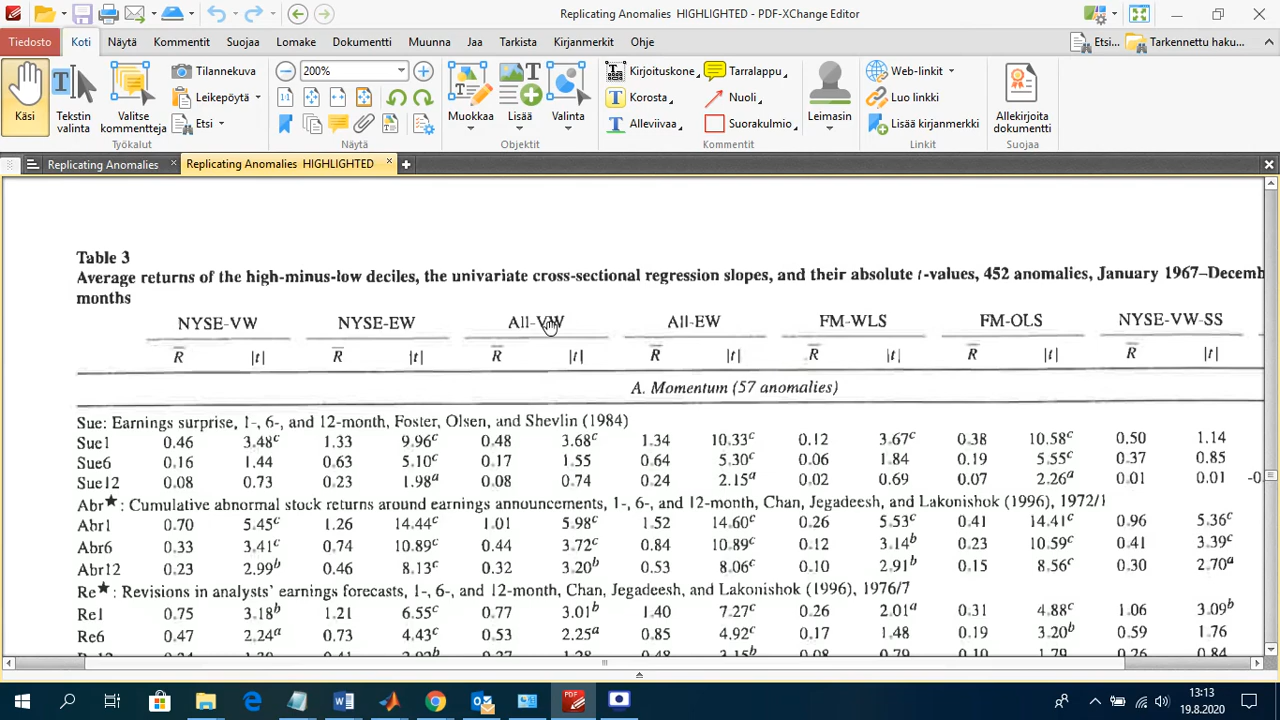 Replicating Anomalies HIGHLIGHTED - PDF-XChange Editor
Tiedosto Koti Näytä Kommentit Suojaa Lomake Dokumentti Muunna Jaa Tarkista Kirjanmerkit Ohje Etsi... Tarkennettu haku...
Käsi
Tekstin valinta
Valitse kommentteja
Tilannekuva
Leikepöytä
Etsi
Työkalut
200%
Näytä
Muokkaa
Lisää
Valinta
Objektit
Kirjoituskone
Korosta
Alleviivaa
Tarralappu
Nuoli
Suorakulmio
Leimasin
Kommentit
Web-linkit
Luo linkki
Lisää kirjanmerkki
Linkit
Allekirjoita dokumentti
Suojaa
Replicating Anomalies Replicating Anomalies HIGHLIGHTED
Table 3
Average returns of the high-minus-low deciles, the univariate cross-sectional regression slopes, and their absolute t-values, 452 anomalies, January 1967–Decemb
months
NYSE-VW NYSE-EW All-VW All-EW FM-WLS FM-OLS NYSE-VW-SS
R |t| R |t| R |t| R |t| R |t| R |t| R |t|
A. Momentum (57 anomalies)
Sue: Earnings surprise, 1-, 6-, and 12-month, Foster, Olsen, and Shevlin (1984)
Sue1 0.46 3.48c 1.33 9.96c 0.48 3.68c 1.34 10.33c 0.12 3.67c 0.38 10.58c 0.50 1.14
Sue6 0.16 1.44 0.63 5.10c 0.17 1.55 0.64 5.30c 0.06 1.84 0.19 5.55c 0.37 0.85
Sue12 0.08 0.73 0.23 1.98a 0.08 0.74 0.24 2.15a 0.02 0.69 0.07 2.26a 0.01 0.01 -0
Abr★: Cumulative abnormal stock returns around earnings announcements, 1-, 6-, and 12-month, Chan, Jegadeesh, and Lakonishok (1996), 1972/1
Abr1 0.70 5.45c 1.26 14.44c 1.01 5.98c 1.52 14.60c 0.26 5.53c 0.41 14.41c 0.96 5.36c
Abr6 0.33 3.41c 0.74 10.89c 0.44 3.72c 0.84 10.89c 0.12 3.14b 0.23 10.59c 0.41 3.39c
Abr12 0.23 2.99b 0.46 8.13c 0.32 3.20b 0.53 8.06c 0.10 2.91b 0.15 8.56c 0.30 2.70a
Re★: Revisions in analysts' earnings forecasts, 1-, 6-, and 12-month, Chan, Jegadeesh, and Lakonishok (1996), 1976/7
Re1 0.75 3.18b 1.21 6.55c 0.77 3.01b 1.40 7.27c 0.26 2.01a 0.31 4.88c 1.06 3.09b
Re6 0.47 2.24a 0.73 4.43c 0.53 2.25a 0.85 4.92c 0.17 1.48 0.19 3.20b 0.59 1.76
13:13
19.8.2020